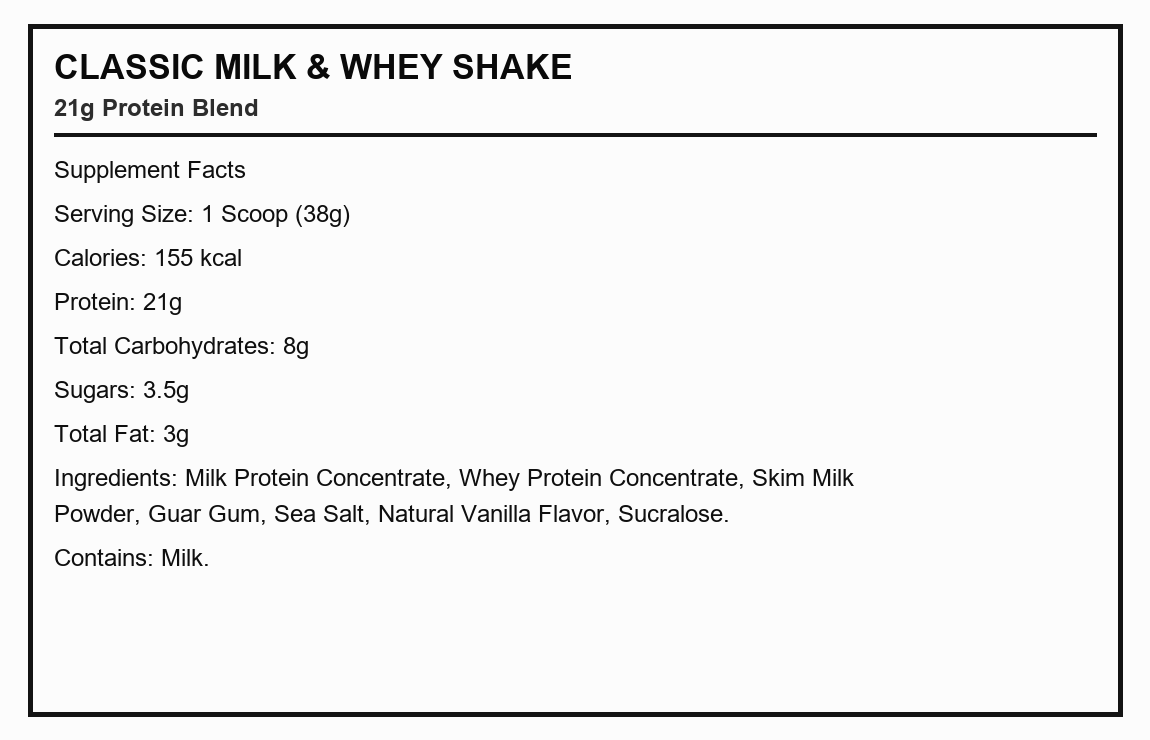 CLASSIC MILK & WHEY SHAKE
21g Protein Blend
Supplement Facts
Serving Size: 1 Scoop (38g)
Calories: 155 kcal
Protein: 21g
Total Carbohydrates: 8g
Sugars: 3.5g
Total Fat: 3g
Ingredients: Milk Protein Concentrate, Whey Protein Concentrate, Skim Milk
Powder, Guar Gum, Sea Salt, Natural Vanilla Flavor, Sucralose.
Contains: Milk.